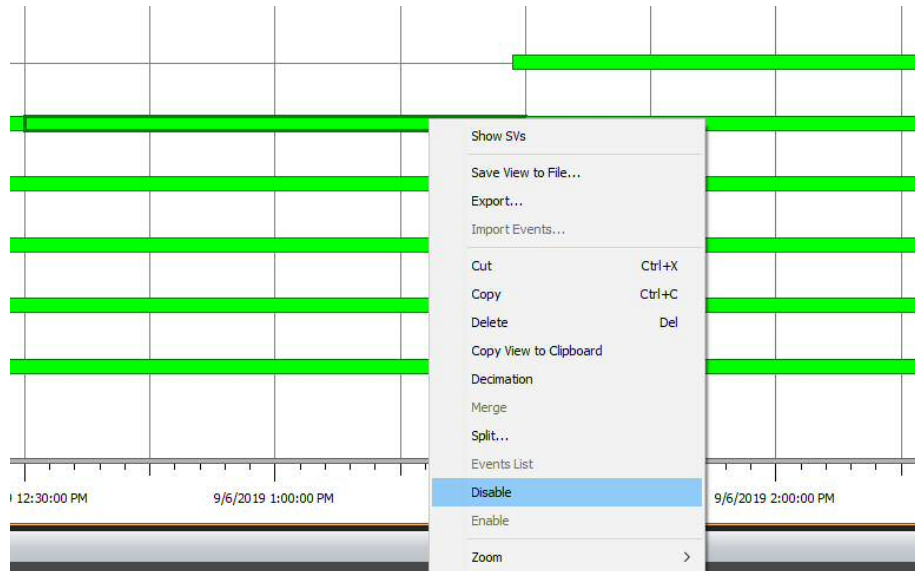 Show SVs
Save View to File...
Export...
Import Events...
Cut Ctrl+X
Copy Ctrl+C
Delete Del
Copy View to Clipboard
Decimation
Merge
Split...
Events List
Disable
Enable
Zoom
12:30:00 PM 9/6/2019 1:00:00 PM 9/6/2019 2:00:00 PM